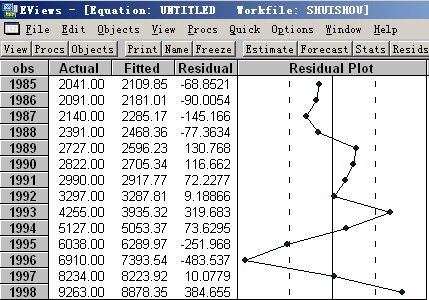 EViews - [Equation: UNTITLED Workfile: SHUISHOU]
File Edit Objects View Procs Quick Options Window Help
View Procs Objects Print Name Freeze Estimate Forecast Stats Resids
obs Actual Fitted Residual Residual Plot
1985 2041.00 2109.85 -68.8521
1986 2091.00 2181.01 -90.0054
1987 2140.00 2285.17 -145.166
1988 2391.00 2468.36 -77.3634
1989 2727.00 2596.23 130.768
1990 2822.00 2705.34 116.662
1991 2990.00 2917.77 72.2277
1992 3297.00 3287.81 9.18866
1993 4255.00 3935.32 319.683
1994 5127.00 5053.37 73.6295
1995 6038.00 6289.97 -251.968
1996 6910.00 7393.54 -483.537
1997 8234.00 8223.92 10.0779
1998 9263.00 8878.35 384.655